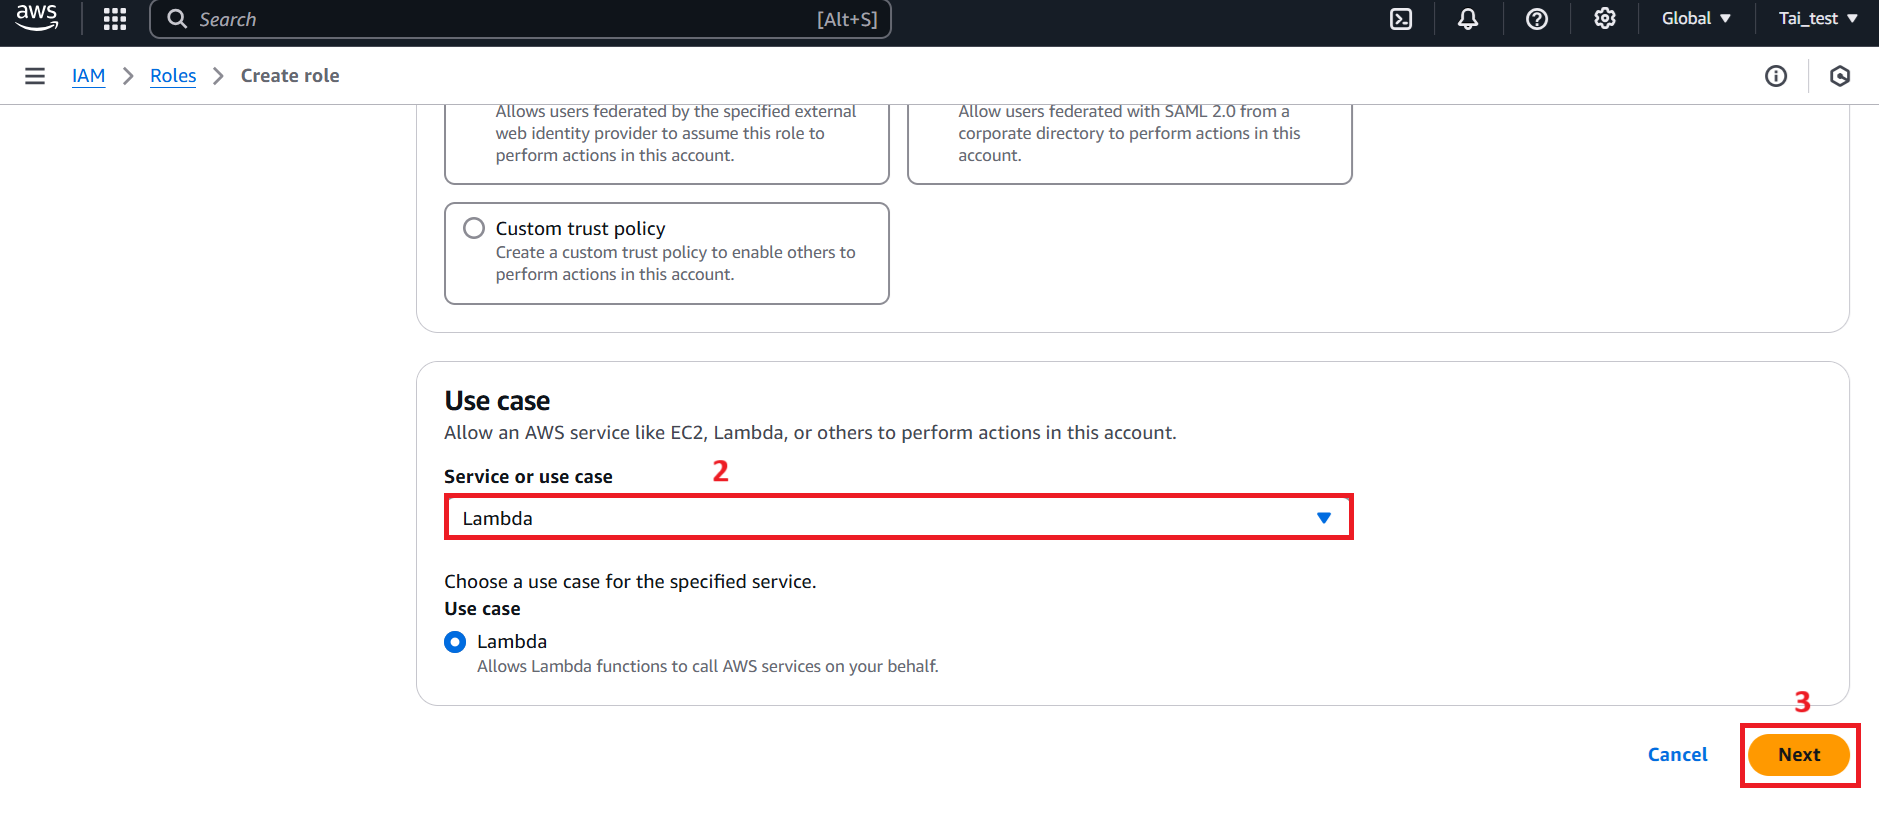 aws
Search [Alt+S] Global Tai_test
IAM Roles Create role
Allows users federated by the specified external
web identity provider to assume this role to
perform actions in this account.
Allow users federated with SAML 2.0 from a
corporate directory to perform actions in this
account.
Custom trust policy
Create a custom trust policy to enable others to
perform actions in this account.
Use case
Allow an AWS service like EC2, Lambda, or others to perform actions in this account.
Service or use case
2
Lambda
Choose a use case for the specified service.
Use case
Lambda
Allows Lambda functions to call AWS services on your behalf.
3
Cancel Next